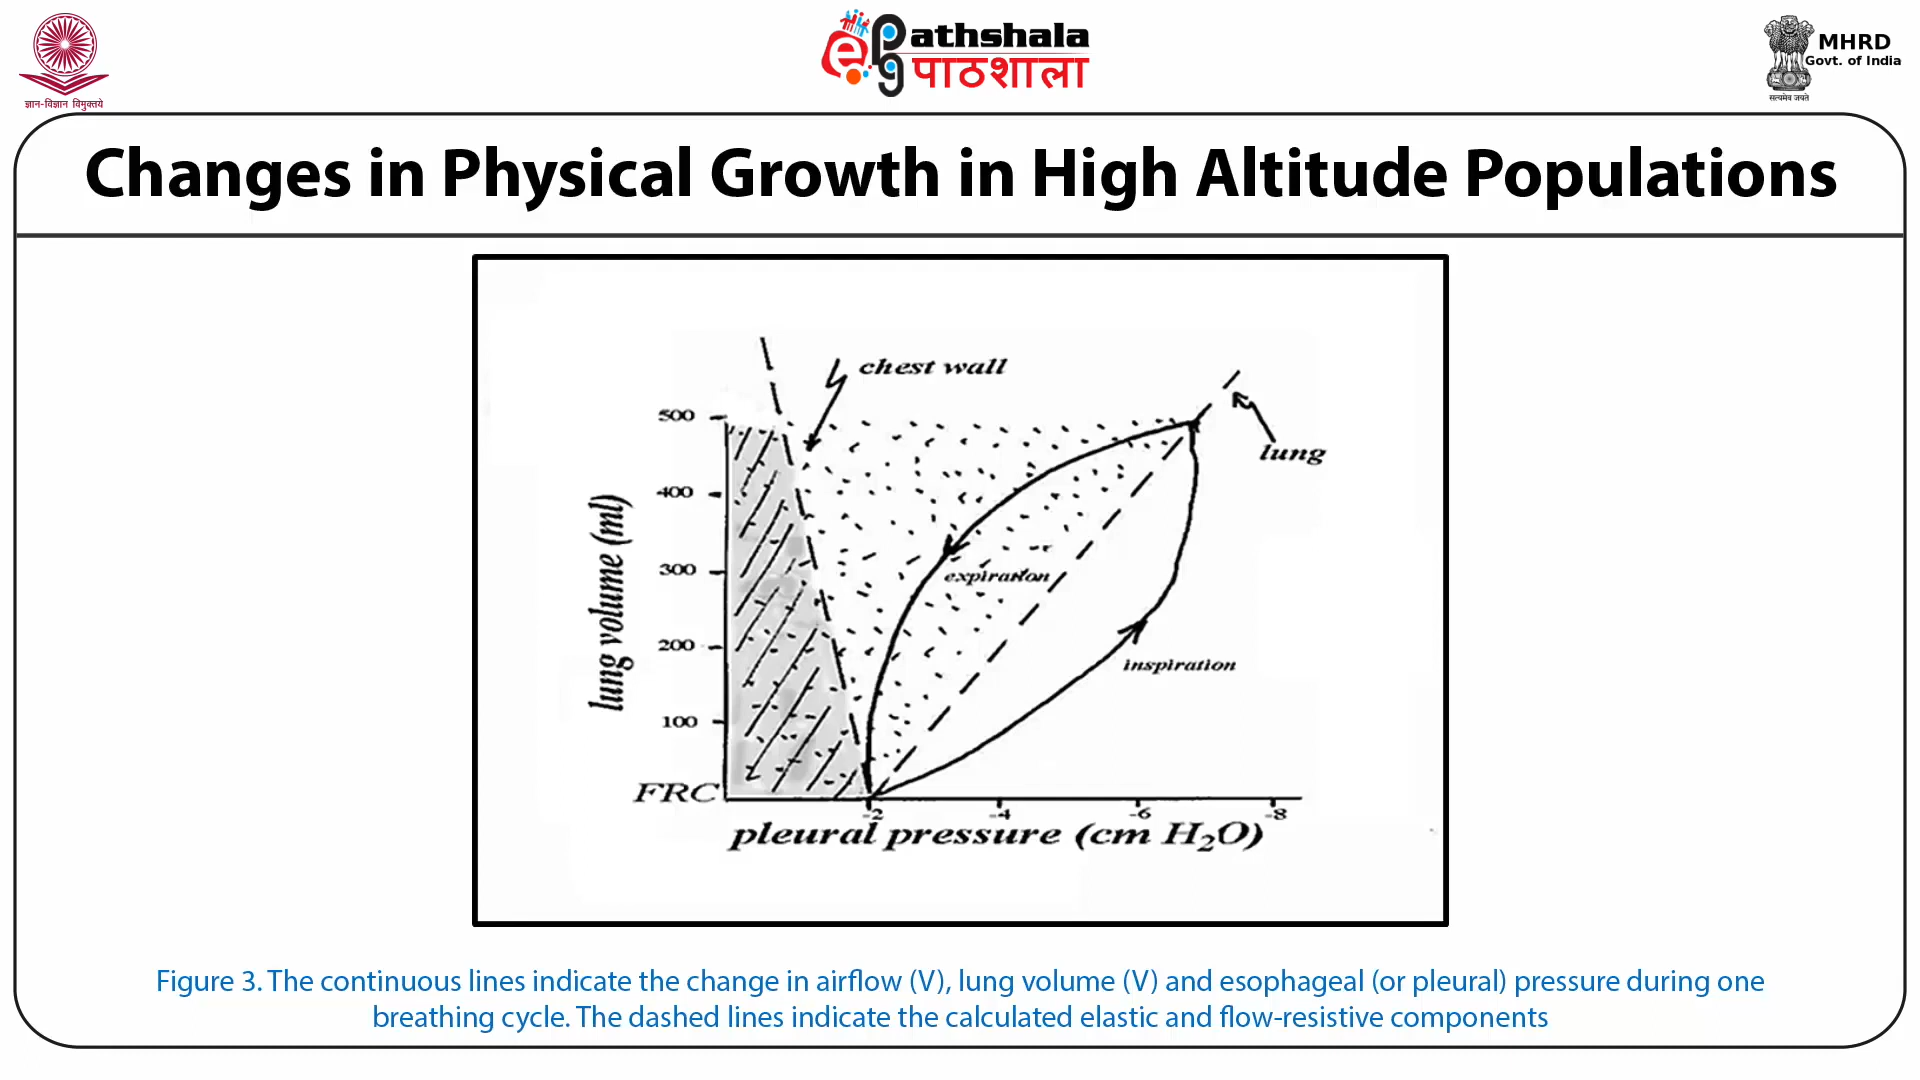 ज्ञान-विज्ञान विमुक्तये
ePathshala
पाठशाला
MHRD
Govt. of India
सत्यमेव जयते
Changes in Physical Growth in High Altitude Populations
chest wall
lung
500
400
300
200
100
FRC
lung volume (ml)
expiration
inspiration
-2 -4 -6 -8
pleural pressure (cm H₂O)
Figure 3. The continuous lines indicate the change in airflow (V), lung volume (V) and esophageal (or pleural) pressure during one
breathing cycle. The dashed lines indicate the calculated elastic and flow-resistive components